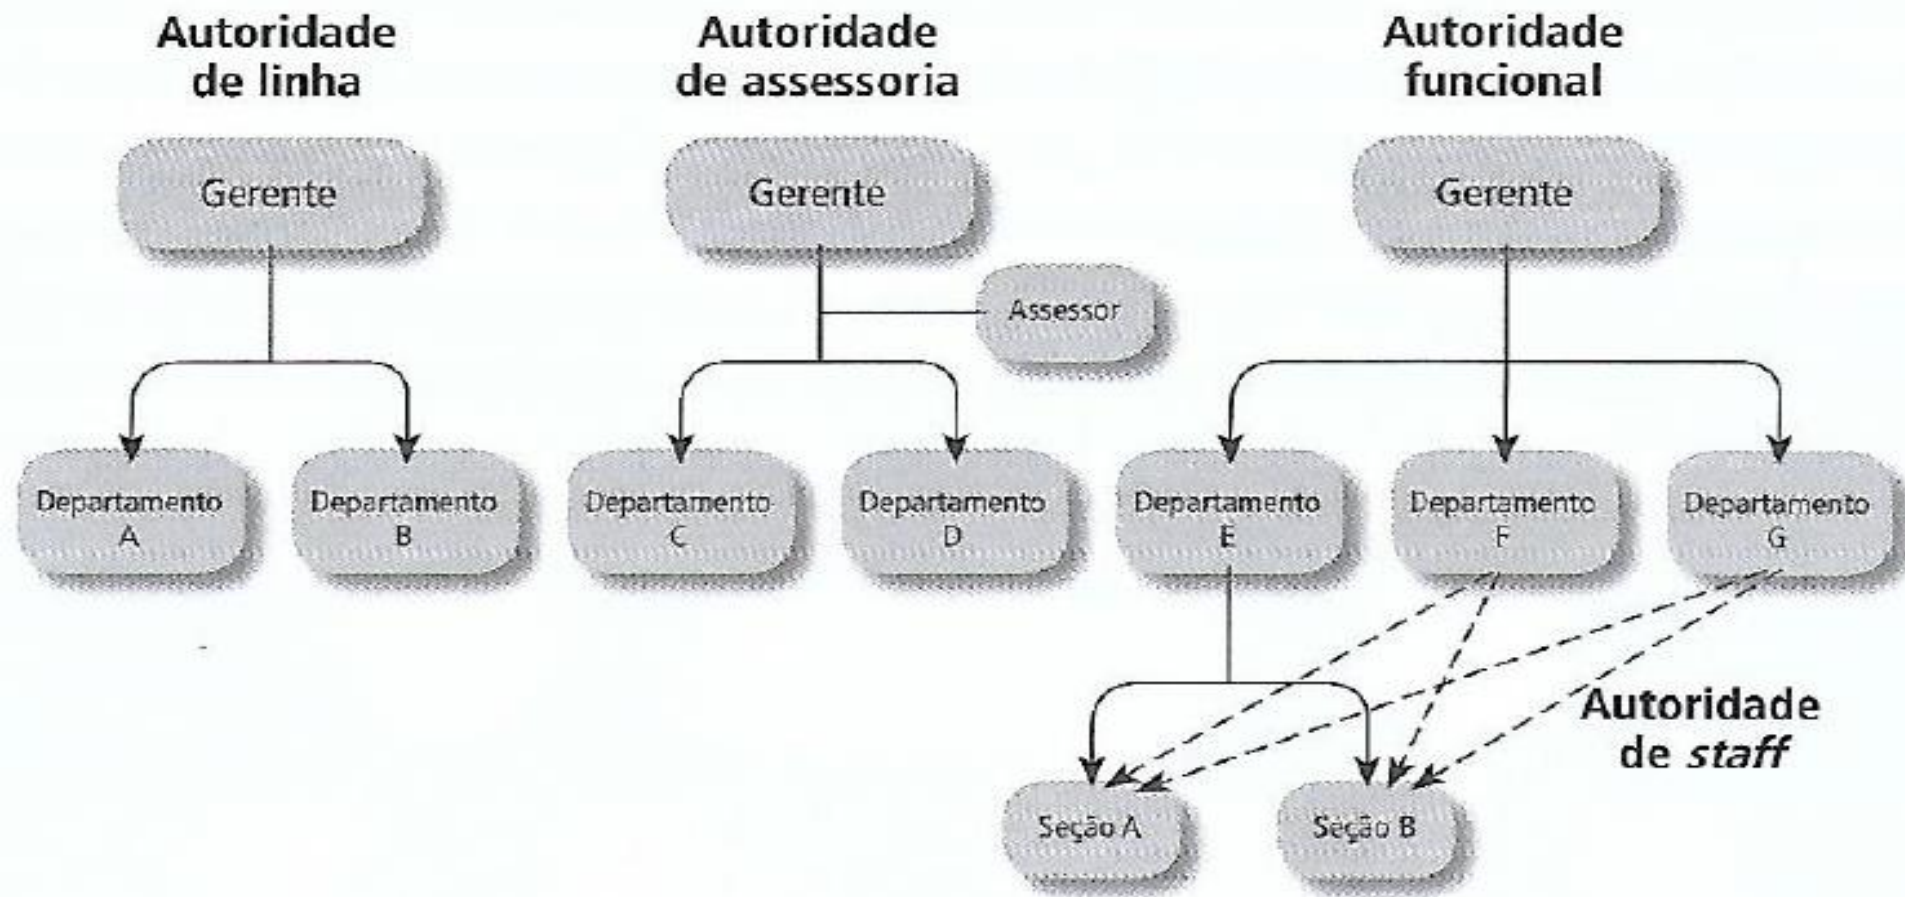 Autoridade
de linha
Autoridade
de assessoria
Autoridade
funcional
Gerente
Gerente
Gerente
Assessor
Departamento
A
Departamento
B
Departamento
C
Departamento
D
Departamento
E
Departamento
F
Departamento
G
Autoridade
de staff
Seção A
Seção B